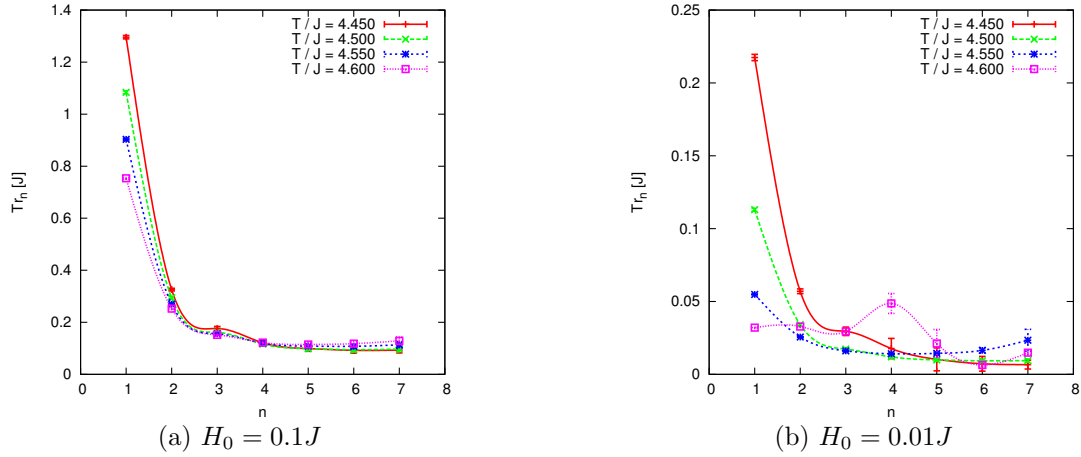 1.4
1.2
1
0.8
0.6
0.4
0.2
0
Tr_n [J]
0 1 2 3 4 5 6 7 8
n
T / J = 4.450
T / J = 4.500
T / J = 4.550
T / J = 4.600
(a) H_0 = 0.1J
0.25
0.2
0.15
0.1
0.05
0
Tr_n [J]
0 1 2 3 4 5 6 7 8
n
T / J = 4.450
T / J = 4.500
T / J = 4.550
T / J = 4.600
(b) H_0 = 0.01J